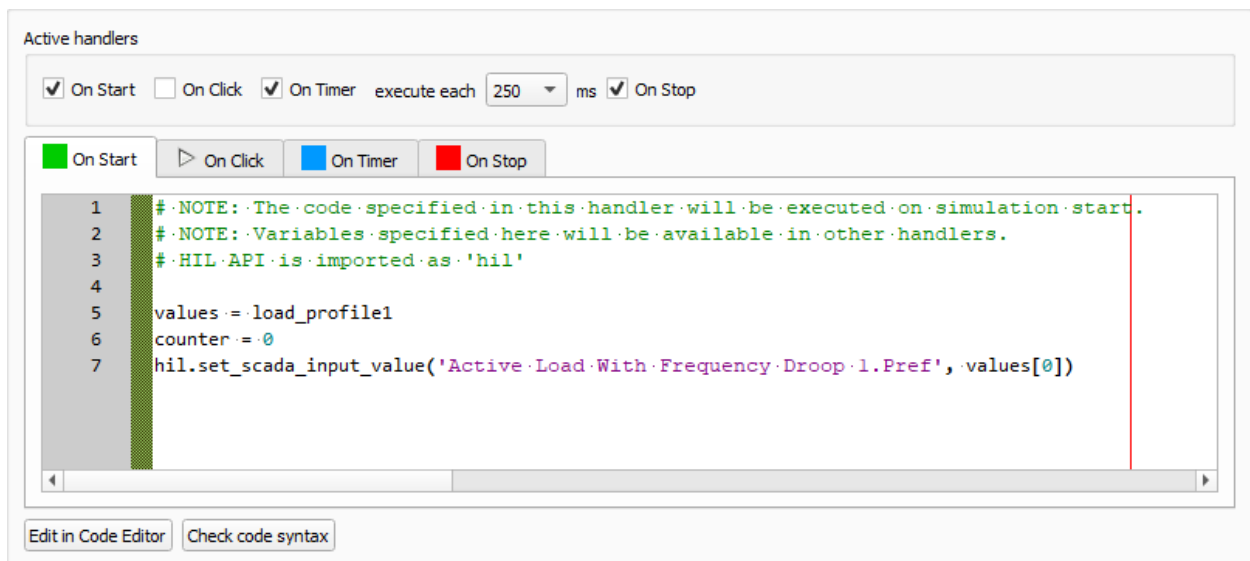 Active handlers
On Start On Click On Timer execute each 250 ms On Stop
On Start On Click On Timer On Stop
1 # NOTE: The code specified in this handler will be executed on simulation start.
2 # NOTE: Variables specified here will be available in other handlers.
3 # HIL API is imported as 'hil'
4
5 values = load_profile1
6 counter = 0
7 hil.set_scada_input_value('Active Load With Frequency Droop 1.Pref', values[0])
Edit in Code Editor Check code syntax